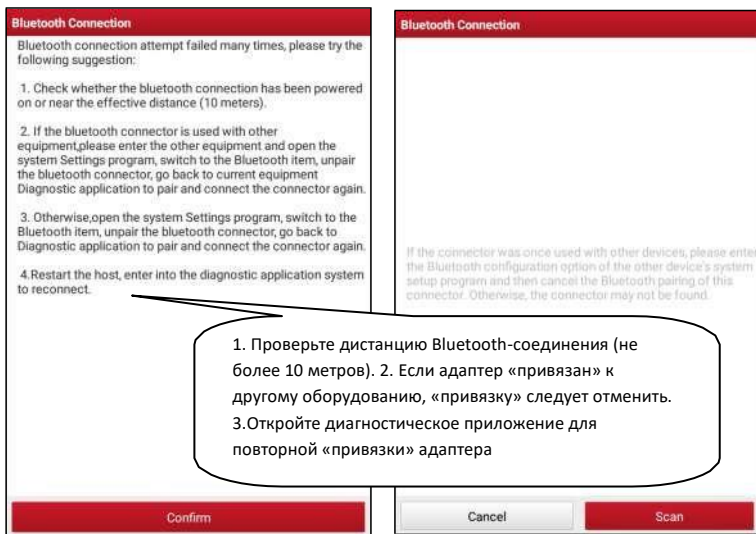 Bluetooth Connection
Bluetooth connection attempt failed many times, please try the
following suggestion:
1. Check whether the bluetooth connection has been powered
on or near the effective distance (10 meters).
2. If the bluetooth connector is used with other
equipment,please enter the other equipment and open the
system Settings program, switch to the Bluetooth item, unpair
the bluetooth connector, go back to current equipment
Diagnostic application to pair and connect the connector again.
3. Otherwise,open the system Settings program, switch to the
Bluetooth item, unpair the bluetooth connector, go back to
Diagnostic application to pair and connect the connector again.
4.Restart the host, enter into the diagnostic application system
to reconnect.
Confirm
Bluetooth Connection
If the connector was once used with other devices, please enter
the Bluetooth configuration option of the other device's system
setup program and then cancel the Bluetooth pairing of this
connector. Otherwise, the connector may not be found.
Cancel
Scan
1. Проверьте дистанцию Bluetooth-соединения (не
более 10 метров). 2. Если адаптер «привязан» к
другому оборудованию, «привязку» следует отменить.
3.Откройте диагностическое приложение для
повторной «привязки» адаптера